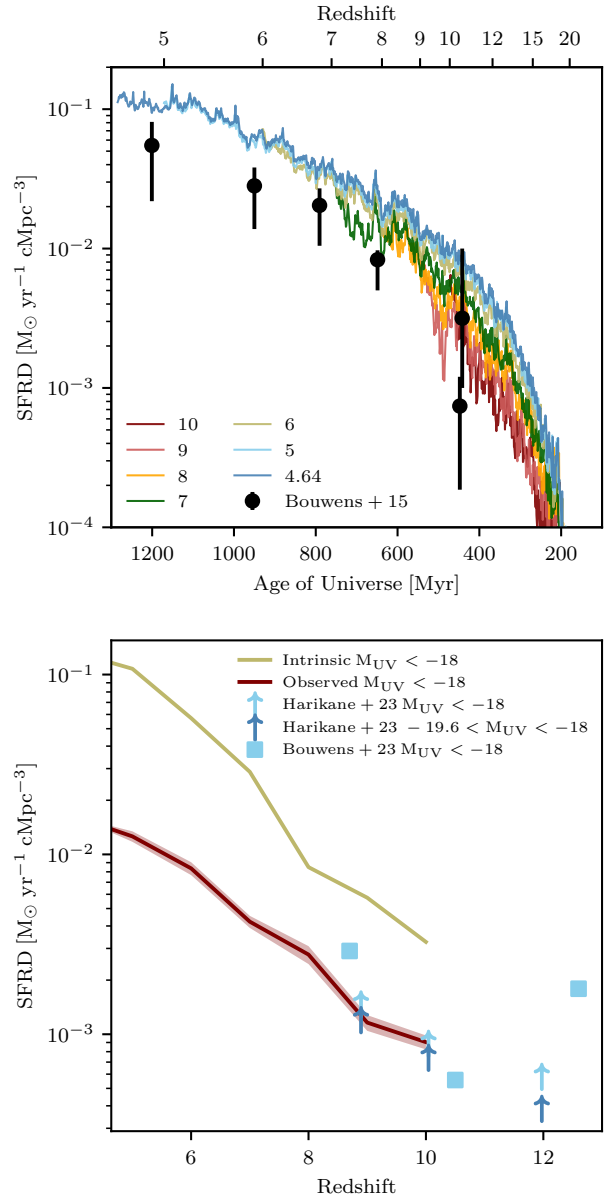 Redshift
5 6 7 8 9 10 12 15 20
SFRD [M⊙ yr⁻¹ cMpc⁻³]
10⁻¹
10⁻²
10⁻³
10⁻⁴
10 6
9 5
8 4.64
7 Bouwens + 15
1200 1000 800 600 400 200
Age of Universe [Myr]
SFRD [M⊙ yr⁻¹ cMpc⁻³]
10⁻¹
10⁻²
10⁻³
Intrinsic M_UV < −18
Observed M_UV < −18
Harikane + 23 M_UV < −18
Harikane + 23 − 19.6 < M_UV < −18
Bouwens + 23 M_UV < −18
6 8 10 12
Redshift